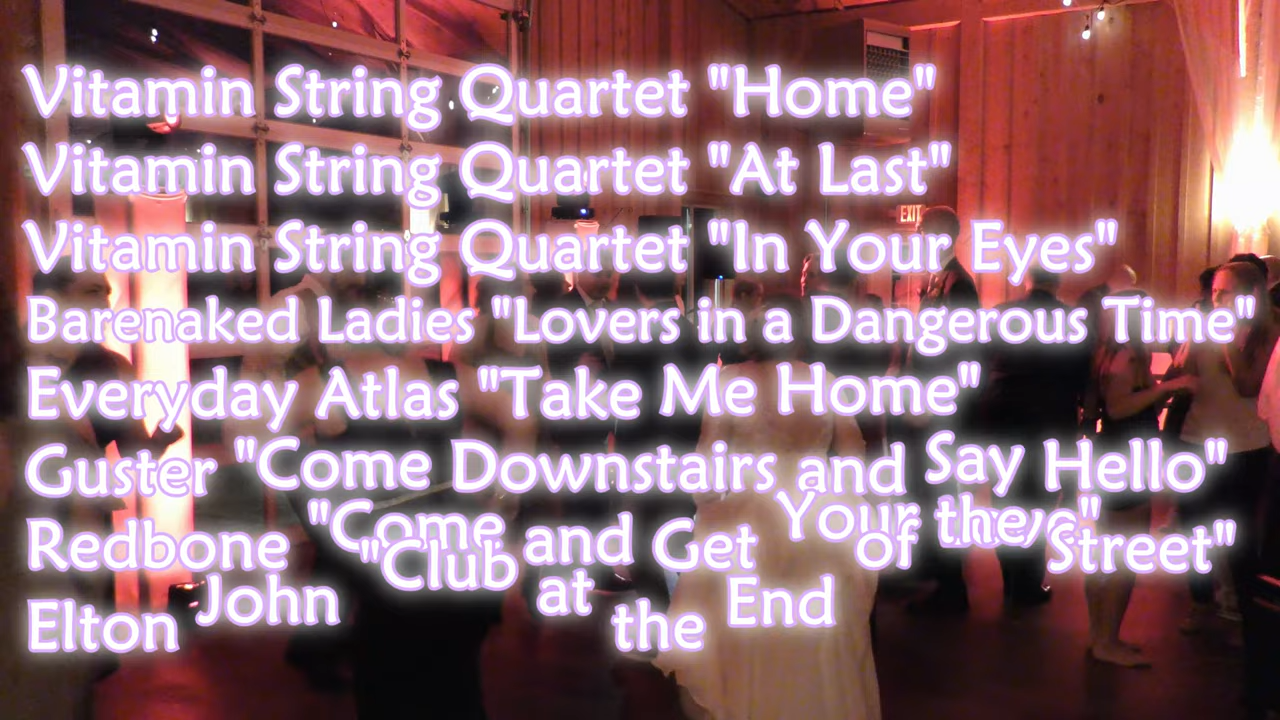 Vitamin String Quartet "Home"
Vitamin String Quartet "At Last"
EXIT
Vitamin String Quartet "In Your Eyes"
Barenaked Ladies "Lovers in a Dangerous Time"
Everyday Atlas "Take Me Home"
Guster "Come Downstairs and Say Hello"
Redbone "Come and Get Your
Elton John "Club at the End of the Street"